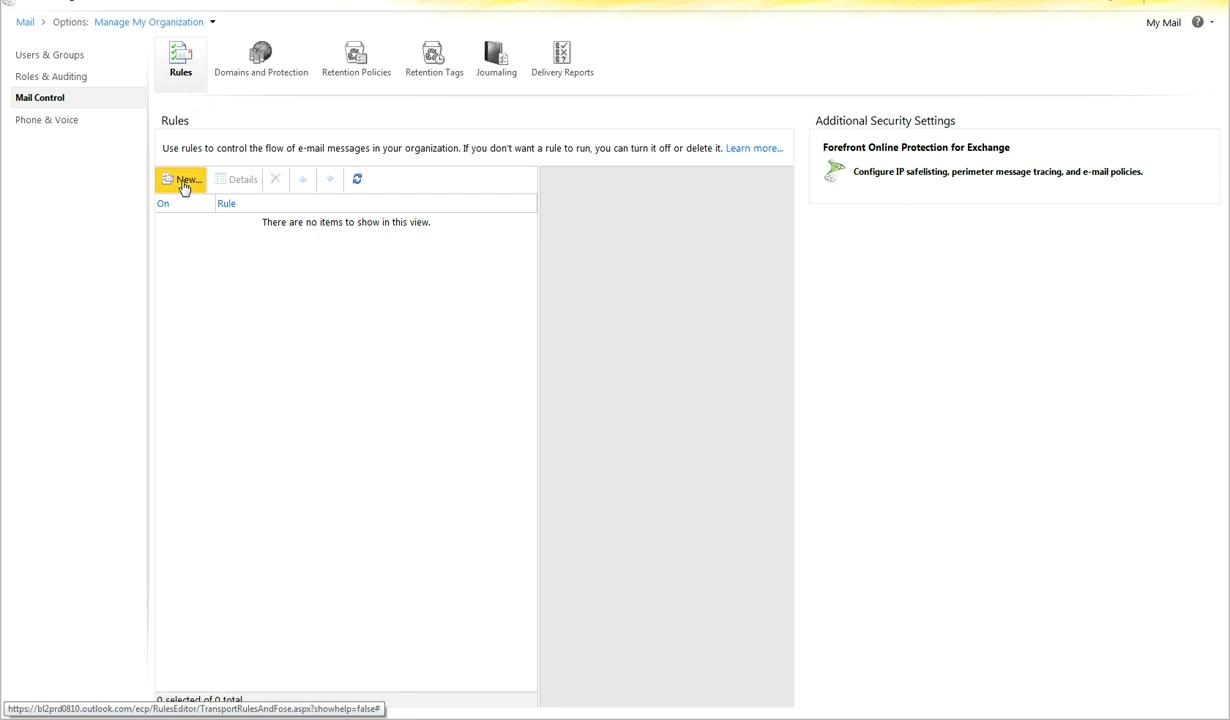 Mail > Options: Manage My Organization
My Mail
Users & Groups
Roles & Auditing
Mail Control
Phone & Voice
Rules
Domains and Protection
Retention Policies
Retention Tags
Journaling
Delivery Reports
Rules
Use rules to control the flow of e-mail messages in your organization. If you don't want a rule to run, you can turn it off or delete it. Learn more...
New...
Details
On
Rule
There are no items to show in this view.
0 selected of 0 total
Additional Security Settings
Forefront Online Protection for Exchange
Configure IP safelisting, perimeter message tracing, and e-mail policies.
https://bl2prd0810.outlook.com/ecp/RulesEditor/TransportRulesAndFose.aspx?showhelp=false#